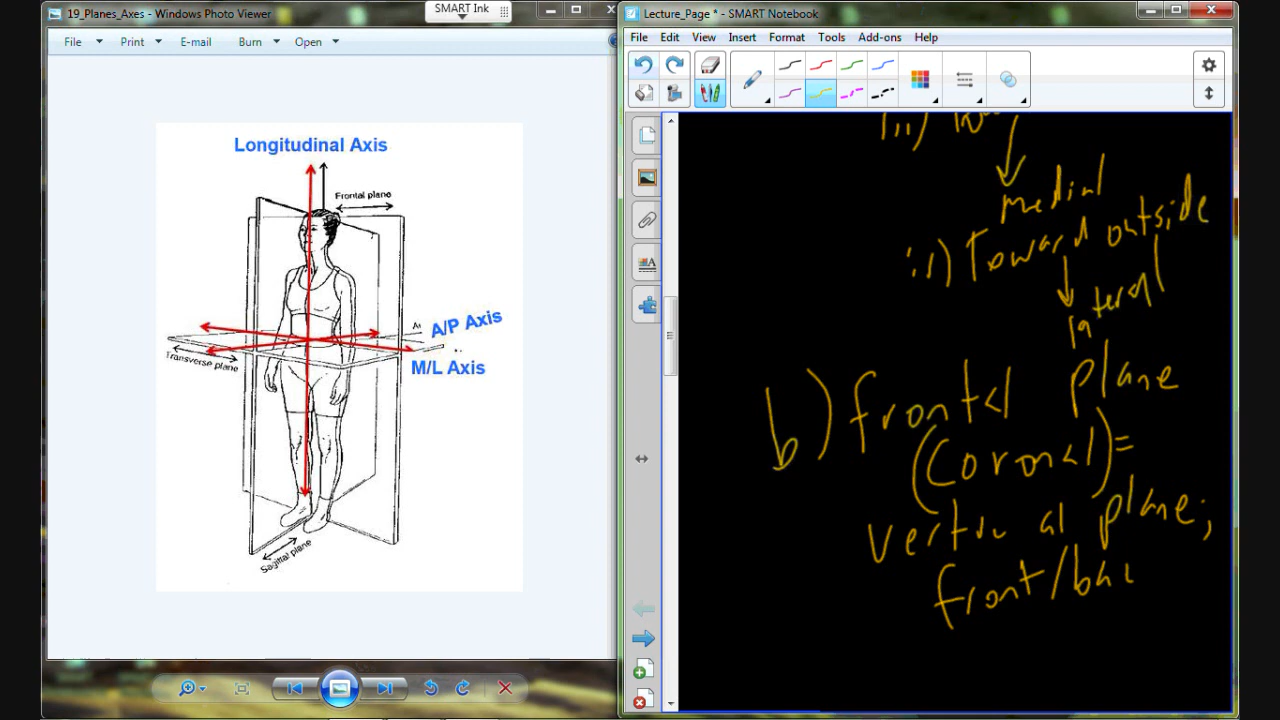 19_Planes_Axes - Windows Photo Viewer
File Print E-mail Burn Open
Longitudinal Axis
Frontal plane
A/P Axis
Transverse plane
M/L Axis
Sagittal plane
SMART Ink
Lecture_Page * - SMART Notebook
File Edit View Insert Format Tools Add-ons Help
medial
ii) Toward outside
lateral
b) frontal plane
(Coronal) =
vertical plane;
front/bac